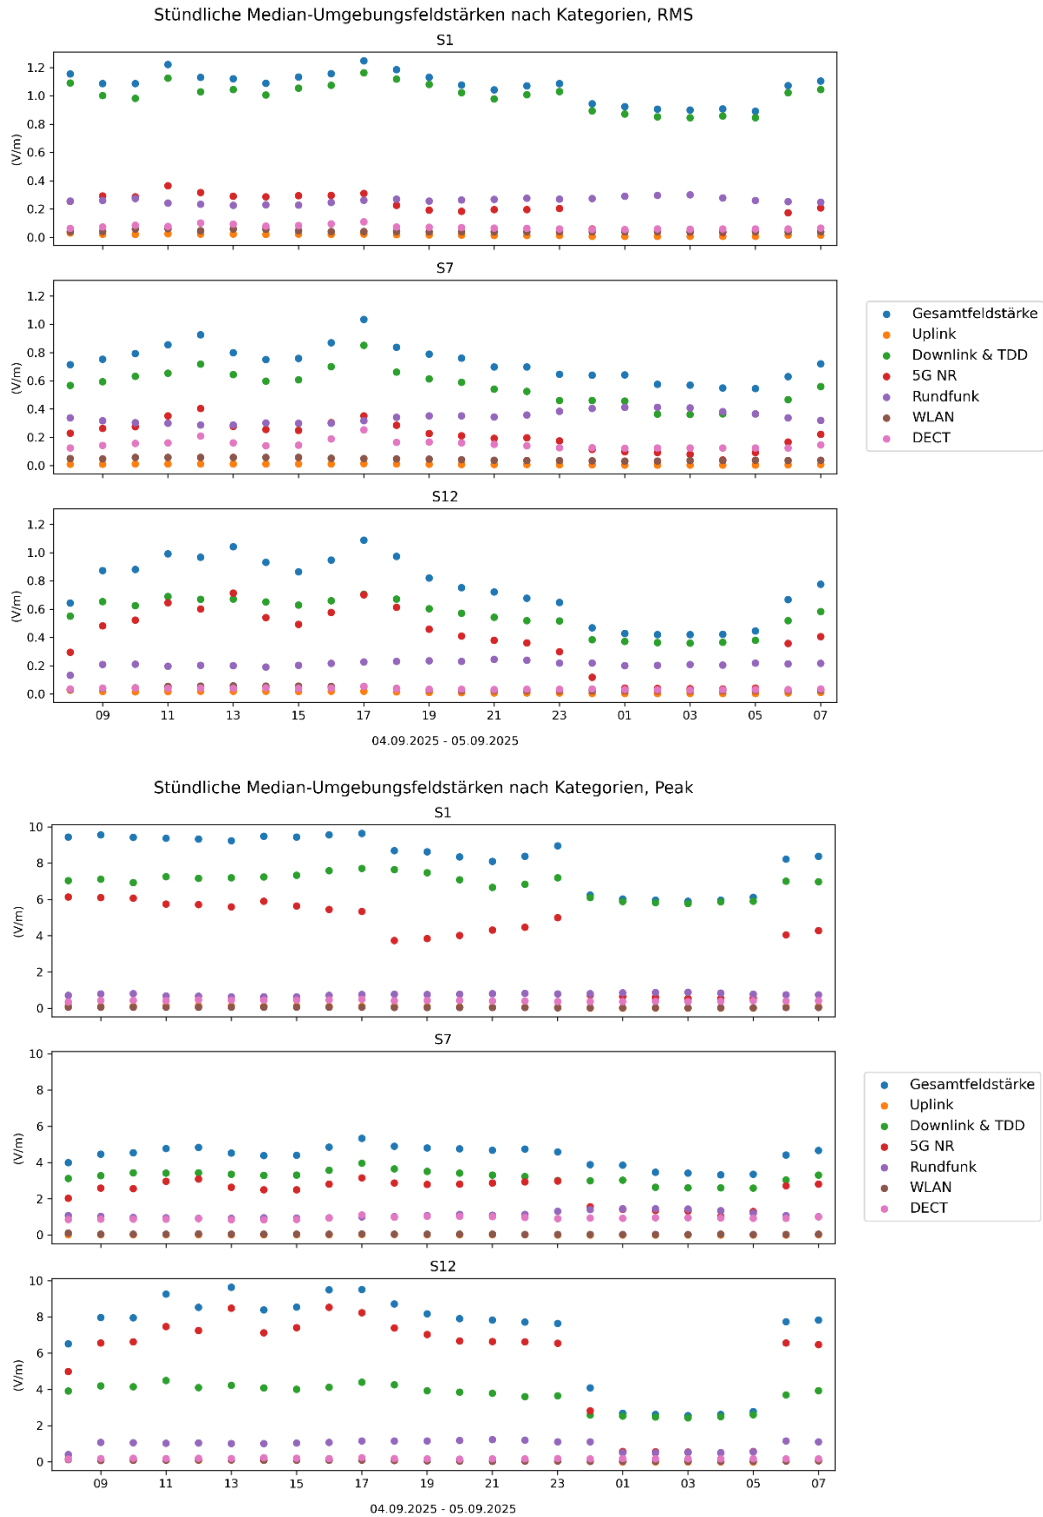 Stündliche Median-Umgebungsfeldstärken nach Kategorien, RMS
S1
1.2
1.0
0.8
0.6
0.4
0.2
0.0
(V/m)
S7
1.2
1.0
0.8
0.6
0.4
0.2
0.0
(V/m)
Gesamtfeldstärke
Uplink
Downlink & TDD
5G NR
Rundfunk
WLAN
DECT
S12
1.2
1.0
0.8
0.6
0.4
0.2
0.0
(V/m)
09 11 13 15 17 19 21 23 01 03 05 07
04.09.2025 - 05.09.2025
Stündliche Median-Umgebungsfeldstärken nach Kategorien, Peak
S1
10
8
6
4
2
0
(V/m)
S7
10
8
6
4
2
0
(V/m)
Gesamtfeldstärke
Uplink
Downlink & TDD
5G NR
Rundfunk
WLAN
DECT
S12
10
8
6
4
2
0
(V/m)
09 11 13 15 17 19 21 23 01 03 05 07
04.09.2025 - 05.09.2025